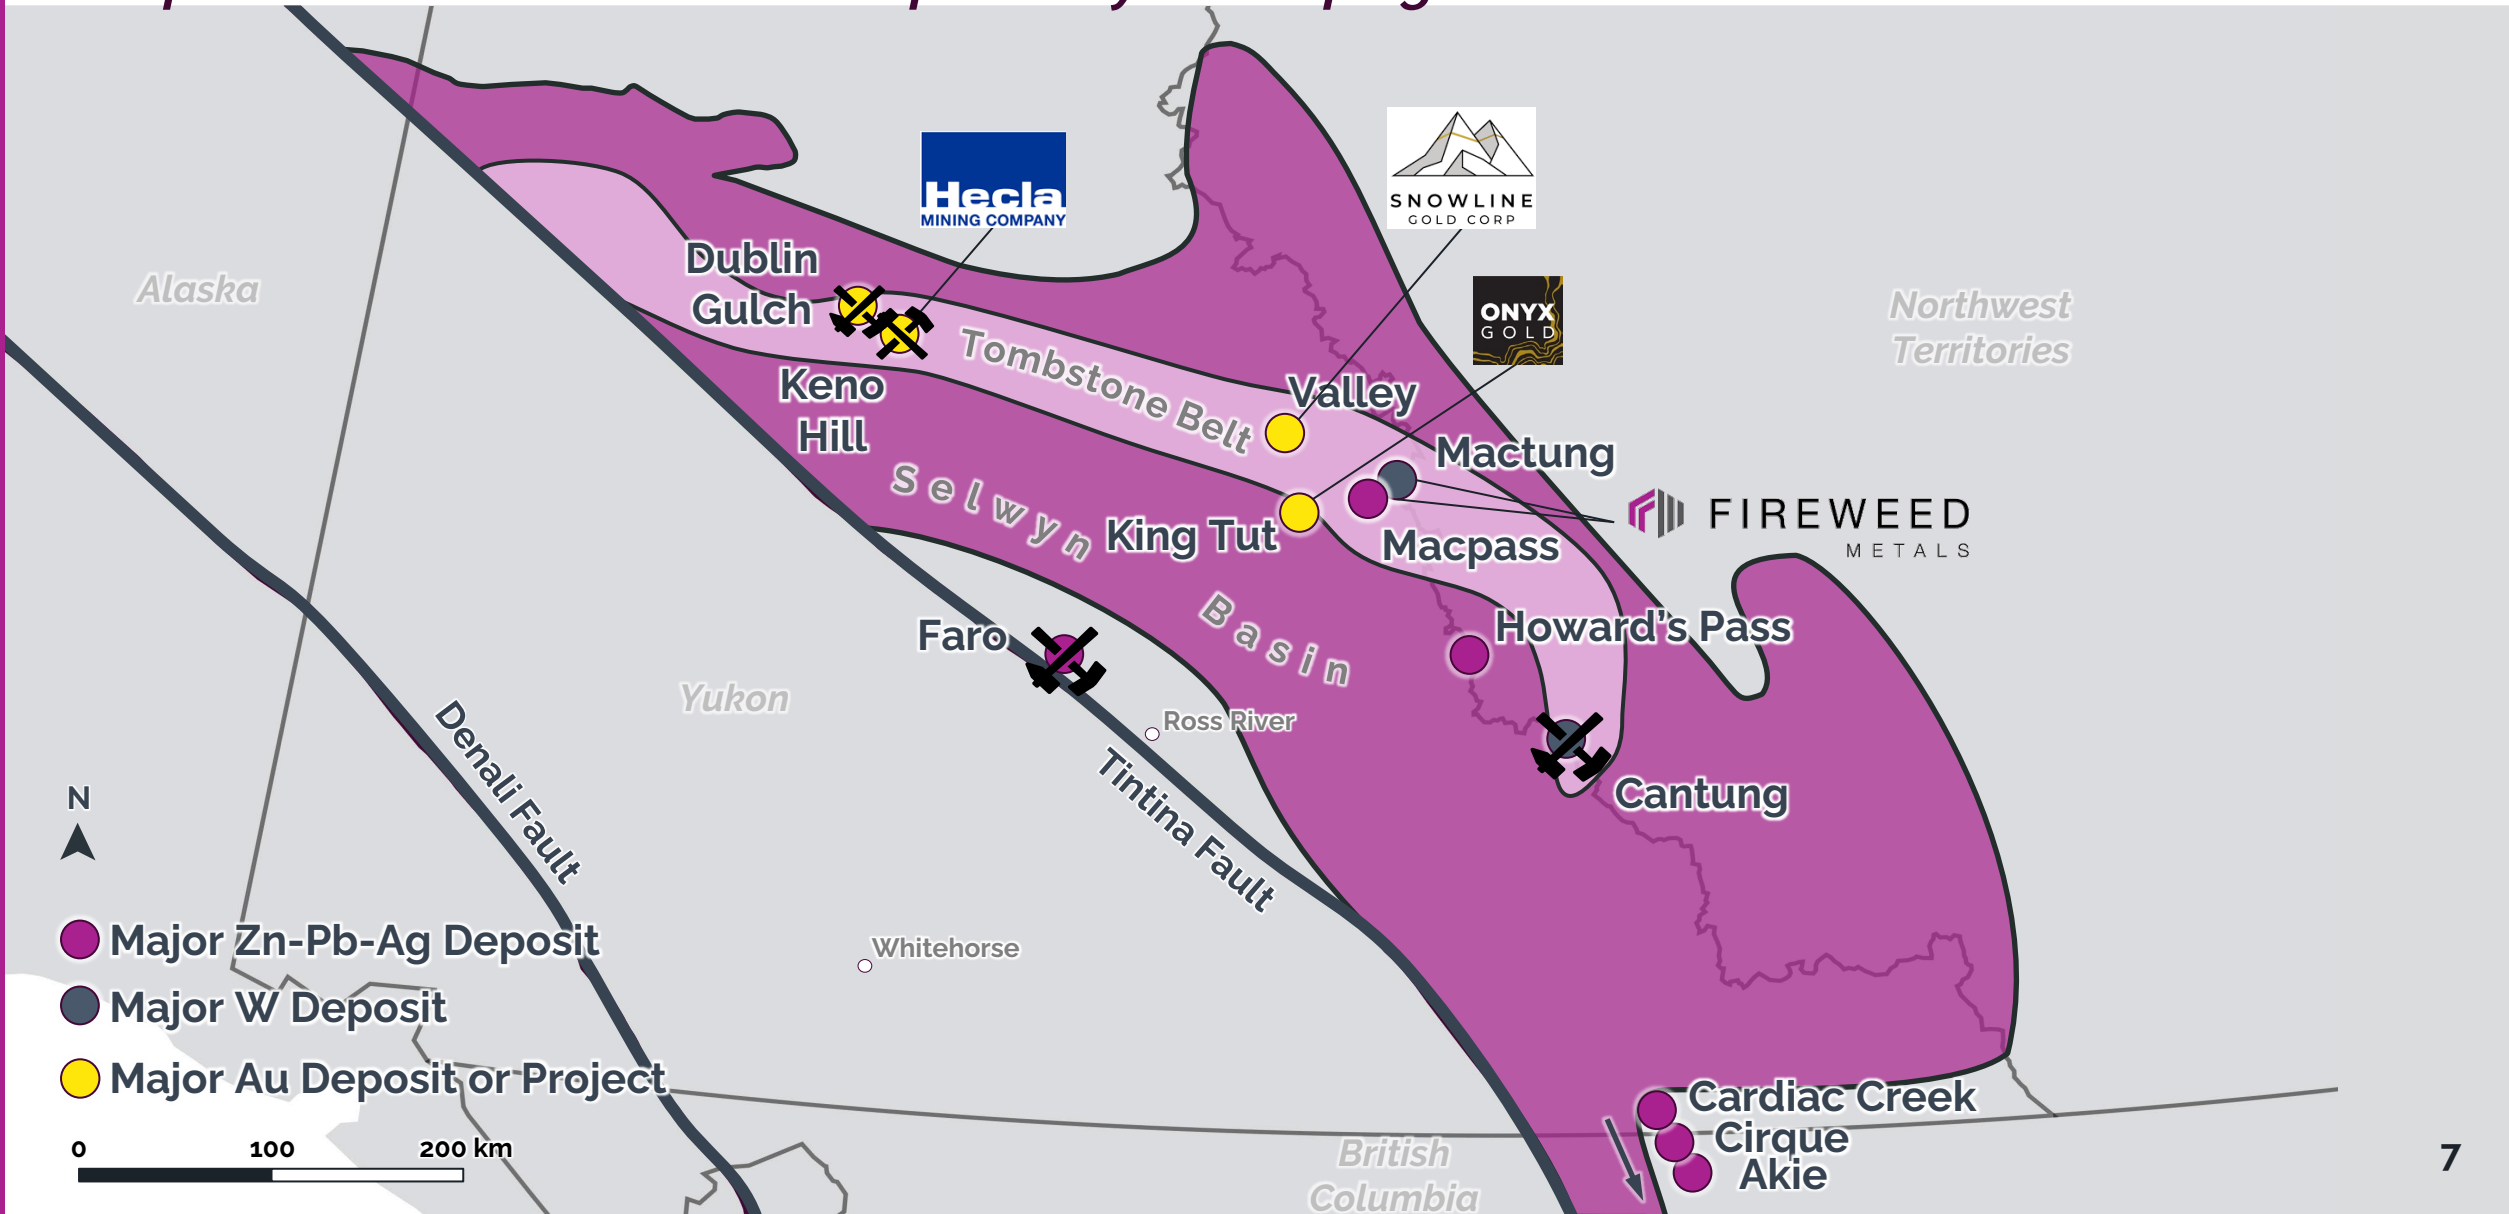 Hecla
MINING COMPANY
SNOWLINE
GOLD CORP
ONYX
GOLD
Alaska
Northwest
Territories
Dublin
Gulch
Keno
Hill
Tombstone Belt
Valley
Mactung
King Tut
Macpass
FIREWEED
METALS
Selwyn
Basin
Howard's Pass
Faro
Yukon
Ross River
Cantung
Denali Fault
Tintina Fault
N
Whitehorse
Major Zn-Pb-Ag Deposit
Major W Deposit
Major Au Deposit or Project
0 100 200 km
Cardiac Creek
Cirque
Akie
British
Columbia
7